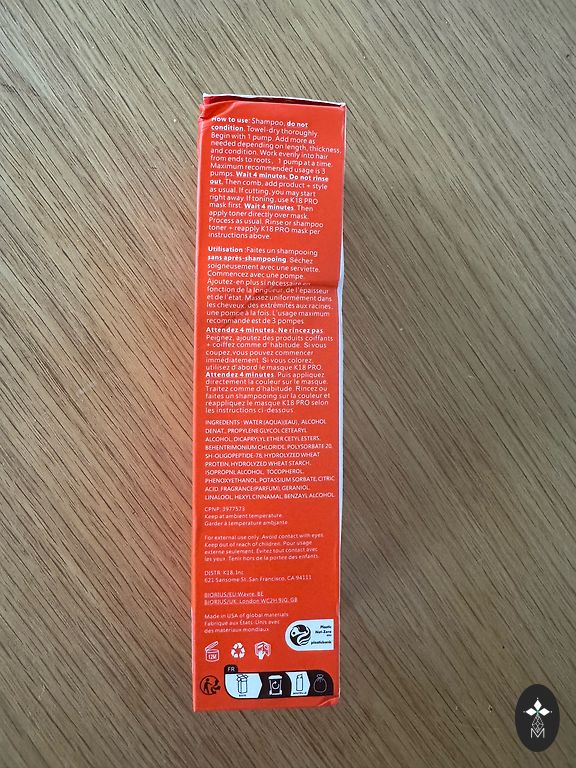 How to use: Shampoo, do not
condition. Towel-dry thoroughly.
Begin with 1 pump. Add more as
needed depending on length, thickness,
and condition. Work evenly into hair
from ends to roots, 1 pump at a time.
Maximum recommended usage is 3
pumps. Wait 4 minutes. Do not rinse
out. Then comb, add product + style
as usual. If cutting, you may start
right away. If toning, use K18 PRO
mask first. Wait 4 minutes. Then
apply toner directly over mask.
Process as usual. Rinse or shampoo
toner + reapply K18 PRO mask per
instructions above.
Utilisation :Faites un shampooing
sans après-shampooing. Séchez
soigneusement avec une serviette.
Commencez avec une pompe.
Ajoutez-en plus si nécessaire en
fonction de la longueur, de l'épaisseur
et de l'état. Massez uniformément dans
les cheveux, des extrémités aux racines,
une pompe à la fois. L'usage maximum
recommandé est de 3 pompes.
Attendez 4 minutes. Ne rincez pas.
Peignez, ajoutez des produits coiffants
+ coiffez comme d'habitude. Si vous
coupez,vous pouvez commencer
immédiatement. Si vous colorez,
utilisez d'abord le masque K18 PRO.
Attendez 4 minutes. Puis appliquez
directement la couleur sur le masque.
Traitez comme d'habitude. Rincez ou
faites un shampooing sur la couleur et
réappliquez le masque K18 PRO selon
les instructions ci-dessous
INGREDIENTS: WATER (AQUA)(EAU), ALCOHOL
DENAT., PROPYLENE GLYCOL CETEARYL
ALCOHOL, DICAPRYLYL ETHER CETYL ESTERS,
BEHENTRIMONIUM CHLORIDE, POLYSORBATE 20,
SH-OLIGOPEPTIDE-78, HYDROLYZED WHEAT
PROTEIN, HYDROLYZED WHEAT STARCH,
ISOPROPNL ALCOHOL, TOCOPHEROL,
PHENOXYETHANOL, POTASSIUM SORBATE, CITRIC
ACID, FRAGRANCE(PARFUM), GERANIOL,
LINALOOL, HEXYL CINNAMAL, BENZAYL ALCOHOL
CPNP: 3977573
Keep at ambient temperature.
Garder à température ambiante
For external use only. Avoid contact with eyes.
Keep out of reach of children. Pour usage
externe seulement. Évitez tout contact avec
les yeux. Tenir hors de la portée des enfants.
DISTR: K18, Inc
621 Sansome St, San Francisco, CA 94111
BIORIUS/EU: Wavre, BE
BIORIUS/UK: London WC2H 9JQ, GB
Made in USA of global materials
Fabriqué aux États-Unis avec
des matériaux mondiaux.
Plastic
Net-Zero
plasticbank
12M
FR
M